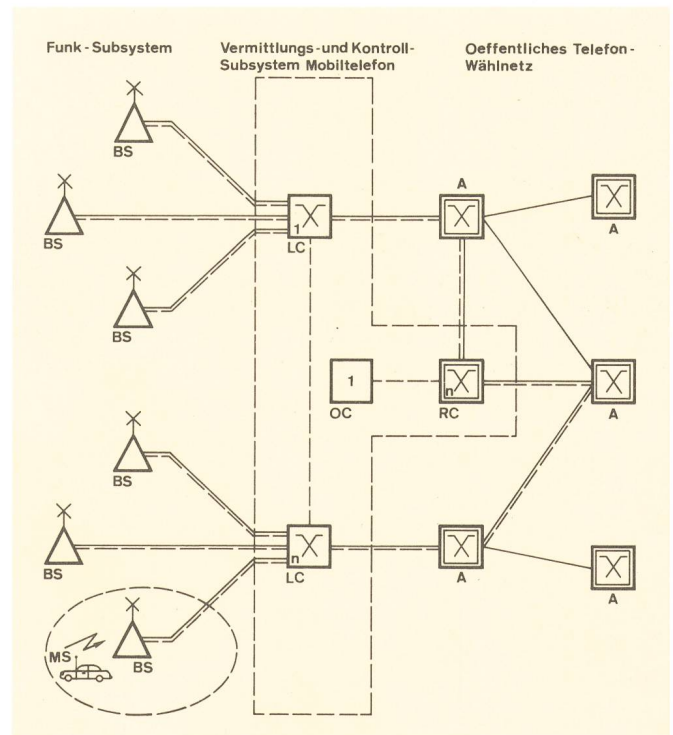 Funk - Subsystem
Vermittlungs - und Kontroll-
Subsystem Mobiltelefon
Oeffentliches Telefon -
Wählnetz
BS
A
A
BS
1
LC
BS
1
OC
n
RC
A
BS
BS
n
LC
A
A
MS
BS